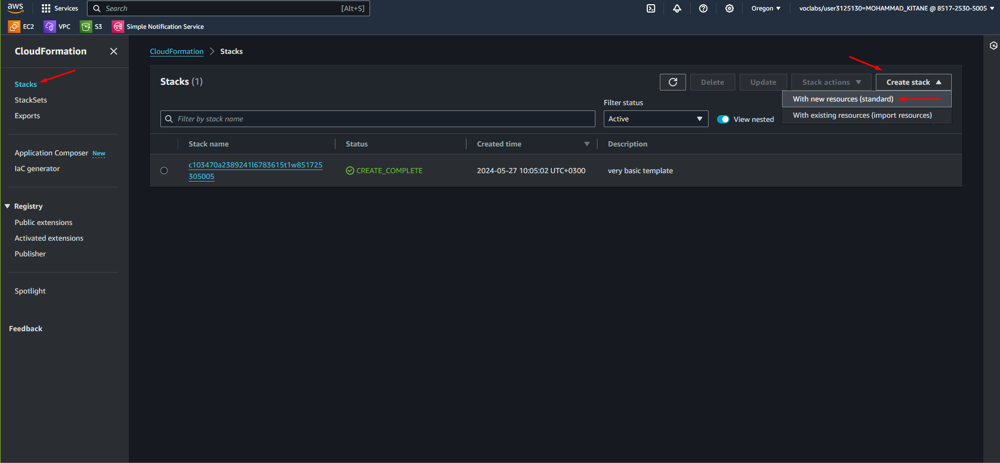 aws
Services
Search
[Alt+S]
Oregon
voclabs/user3125130=MOHAMMAD_KITANE @ 8517-2530-5005
EC2
VPC
S3
Simple Notification Service
CloudFormation
Stacks
StackSets
Exports
Application Composer New
IaC generator
Registry
Public extensions
Activated extensions
Publisher
Spotlight
Feedback
CloudFormation
Stacks
Stacks (1)
Delete
Update
Stack actions
Create stack
With new resources (standard)
With existing resources (import resources)
Filter status
Filter by stack name
Active
View nested
Stack name
Status
Created time
Description
c103470a2389241l6783615t1w851725
305005
CREATE_COMPLETE
2024-05-27 10:05:02 UTC+0300
very basic template